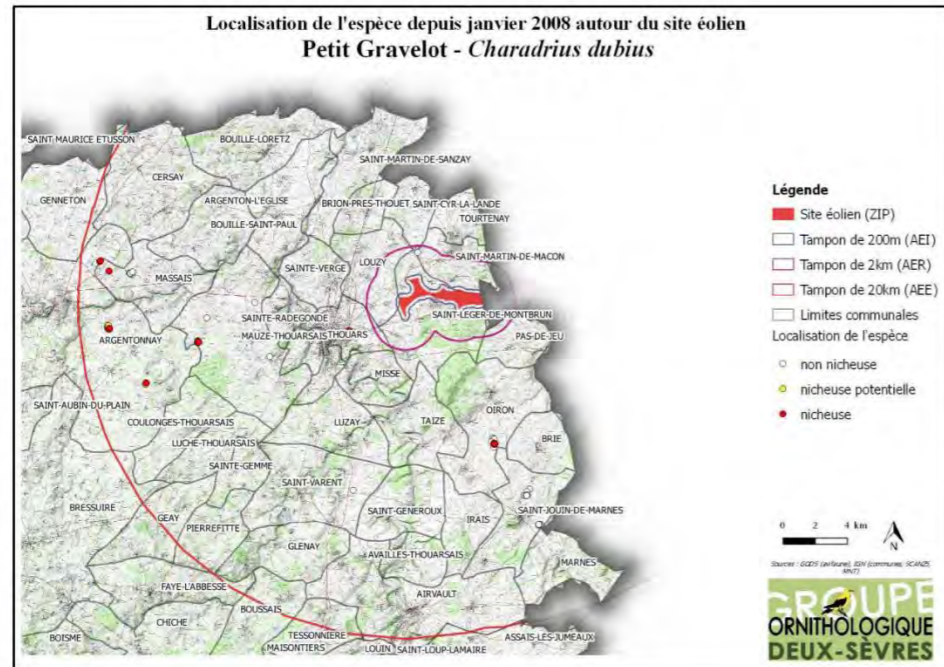 Localisation de l'espèce depuis janvier 2008 autour du site éolien
Petit Gravelot - Charadrius dubius
SAINT MAURICE ETUSSON
BOUILLE-LORETZ
SAINT-MARTIN-DE-SANZAY
CERSAY
GENNETON
ARGENTON-L'EGLISE
BRION-PRES-THOUET
SAINT-CYR-LA-LANDE
TOURTENAY
BOUILLE-SAINT-PAUL
SAINT-MARTIN-DE-MACON
LOUZY
SAINTE-VERGE
MASSAIS
SAINTE-RADEGONDE
SAINT-LEGER-DE-MONTBRUN
ARGENTONNAY
MAUZE-THOUARSAIS
THOUARS
PAS-DE-JEU
MISSE
SAINT-AUBIN-DU-PLAIN
OIRON
COULONGES-THOUARSAIS
LUZAY
TAIZE
BRIE
LUCHE-THOUARSAIS
SAINTE-GEMME
SAINT-VARENT
BRESSUIRE
SAINT-GENEROUX
IRAIS
SAINT-JOUIN-DE-MARNES
GEAY
PIERREFITTE
GLENAY
AVAILLES-THOUARSAIS
MARNES
FAYE-L'ABBESSE
AIRVAULT
BOUSSAIS
CHICHE
BOISME
TESSONNIERE
ASSAIS-LES-JUMEAUX
MAISONTIERS
LOUIN
SAINT-LOUP-LAMAIRE
Légende
Site éolien (ZIP)
Tampon de 200m (AEI)
Tampon de 2km (AER)
Tampon de 20km (AEE)
Limites communales
Localisation de l'espèce
non nicheuse
nicheuse potentielle
nicheuse
0 2 4 km
N
Sources : GODS (avifaune), IGN (communes, SCAN25,
MNT)
GROUPE
ORNITHOLOGIQUE
DEUX-SÈVRES